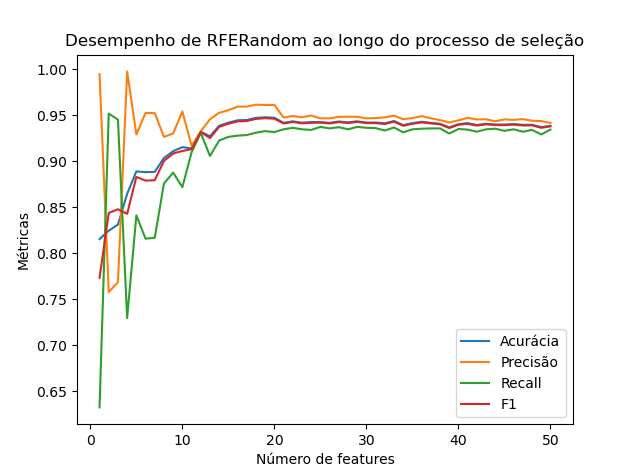 Desempenho de RFERandom ao longo do processo de seleção
1.00
0.95
0.90
0.85
0.80
0.75
0.70
0.65
Métricas
0 10 20 30 40 50
Número de features
Acurácia
Precisão
Recall
F1